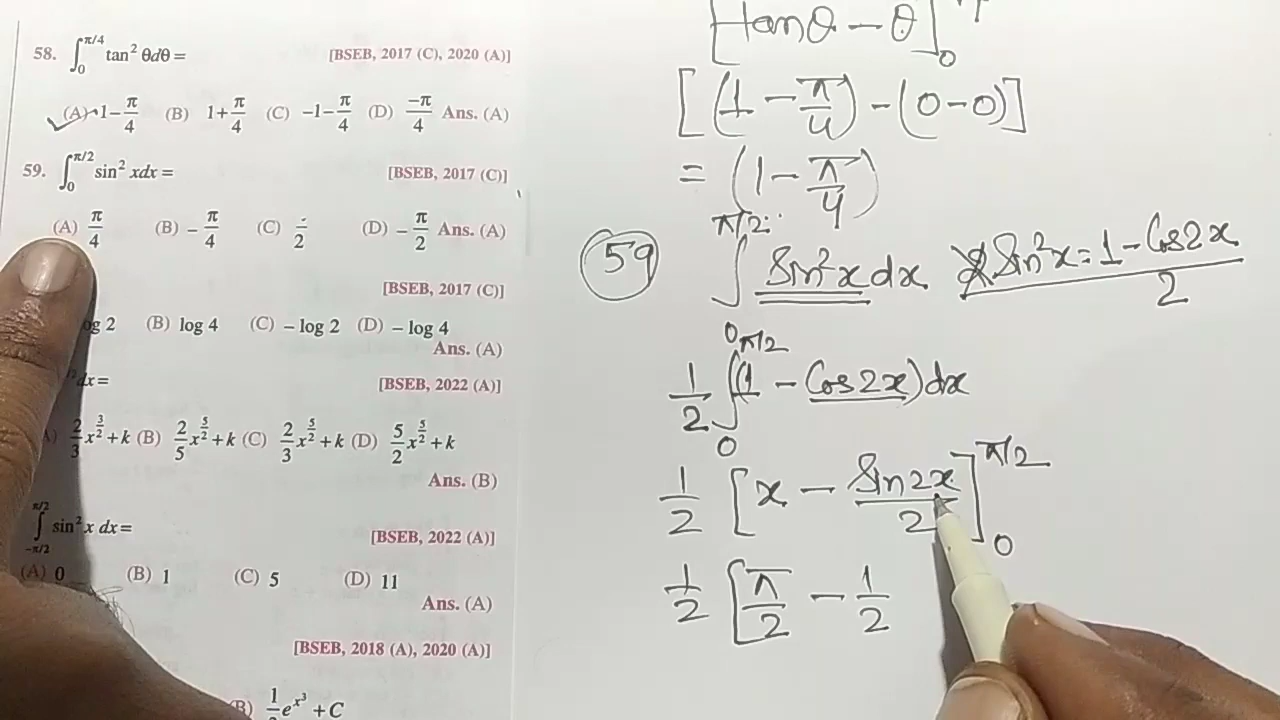 58. ∫₀^{π/4} tan² θdθ = [BSEB, 2017 (C), 2020 (A)]
(A) 1 − π/4 (B) 1 + π/4 (C) −1 − π/4 (D) −π/4 Ans. (A)
59. ∫₀^{π/2} sin² xdx = [BSEB, 2017 (C)]
(A) π/4 (B) − π/4 (C) /2 (D) − π/2 Ans. (A)
[BSEB, 2017 (C)]
og 2 (B) log 4 (C) − log 2 (D) − log 4
Ans. (A)
dx = [BSEB, 2022 (A)]
) 2/3 x^{3/2} + k (B) 2/5 x^{5/2} + k (C) 2/3 x^{5/2} + k (D) 5/2 x^{5/2} + k
Ans. (B)
∫_{−π/2}^{π/2} sin² x dx = [BSEB, 2022 (A)]
(A) 0 (B) 1 (C) 5 (D) 11
Ans. (A)
[BSEB, 2018 (A), 2020 (A)]
(B) 1/ e^{x³} + C
[tanθ − θ]₀
[(1 − π/4) − (0 − 0)]
= (1 − π/4)
59 ∫₀^{π/2} Sin²x dx Sin²x = 1 − Cos2x / 2
1/2 ∫₀^{π/2} (1 − Cos2x) dx
1/2 [x − Sin2x/2]₀^{π/2}
1/2 [π/2 − 1/2